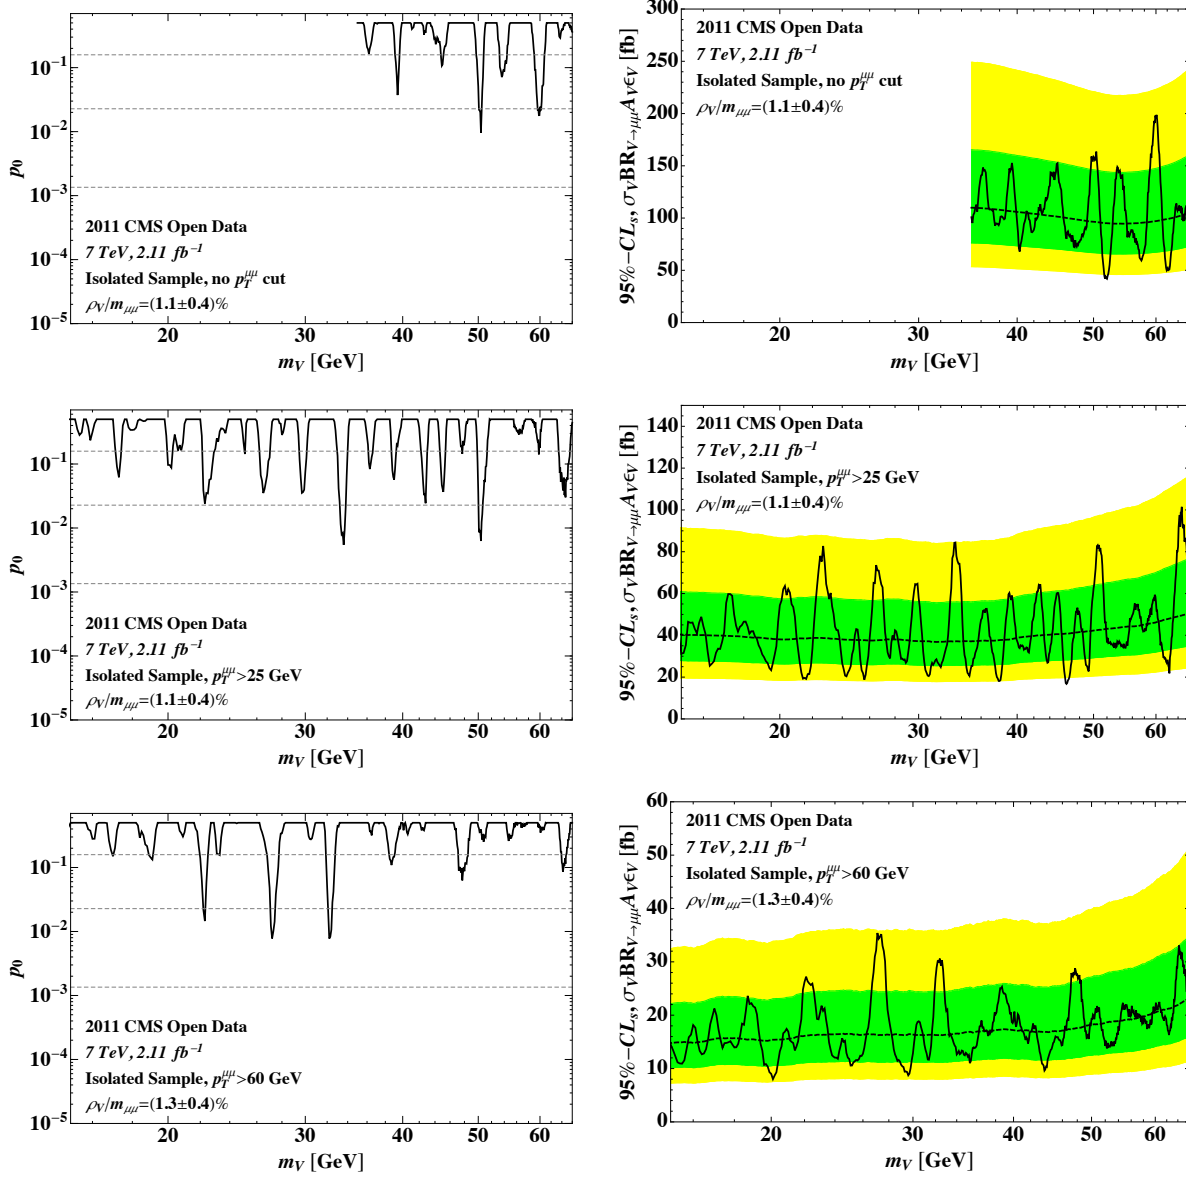 10⁻¹
10⁻²
10⁻³
10⁻⁴
10⁻⁵
p₀
2011 CMS Open Data
7 TeV, 2.11 fb⁻¹
Isolated Sample, no p_T^μμ cut
ρ_V/m_μμ=(1.1±0.4)%
20 30 40 50 60
m_V [GeV]
300
250
200
150
100
50
0
95%−CL_s, σ_V BR_V→μμ A_V ϵ_V [fb]
2011 CMS Open Data
7 TeV, 2.11 fb⁻¹
Isolated Sample, no p_T^μμ cut
ρ_V/m_μμ=(1.1±0.4)%
20 30 40 50 60
m_V [GeV]
10⁻¹
10⁻²
10⁻³
10⁻⁴
10⁻⁵
p₀
2011 CMS Open Data
7 TeV, 2.11 fb⁻¹
Isolated Sample, p_T^μμ>25 GeV
ρ_V/m_μμ=(1.1±0.4)%
20 30 40 50 60
m_V [GeV]
140
120
100
80
60
40
20
0
95%−CL_s, σ_V BR_V→μμ A_V ϵ_V [fb]
2011 CMS Open Data
7 TeV, 2.11 fb⁻¹
Isolated Sample, p_T^μμ>25 GeV
ρ_V/m_μμ=(1.1±0.4)%
20 30 40 50 60
m_V [GeV]
10⁻¹
10⁻²
10⁻³
10⁻⁴
10⁻⁵
p₀
2011 CMS Open Data
7 TeV, 2.11 fb⁻¹
Isolated Sample, p_T^μμ>60 GeV
ρ_V/m_μμ=(1.3±0.4)%
20 30 40 50 60
m_V [GeV]
60
50
40
30
20
10
0
95%−CL_s, σ_V BR_V→μμ A_V ϵ_V [fb]
2011 CMS Open Data
7 TeV, 2.11 fb⁻¹
Isolated Sample, p_T^μμ>60 GeV
ρ_V/m_μμ=(1.3±0.4)%
20 30 40 50 60
m_V [GeV]